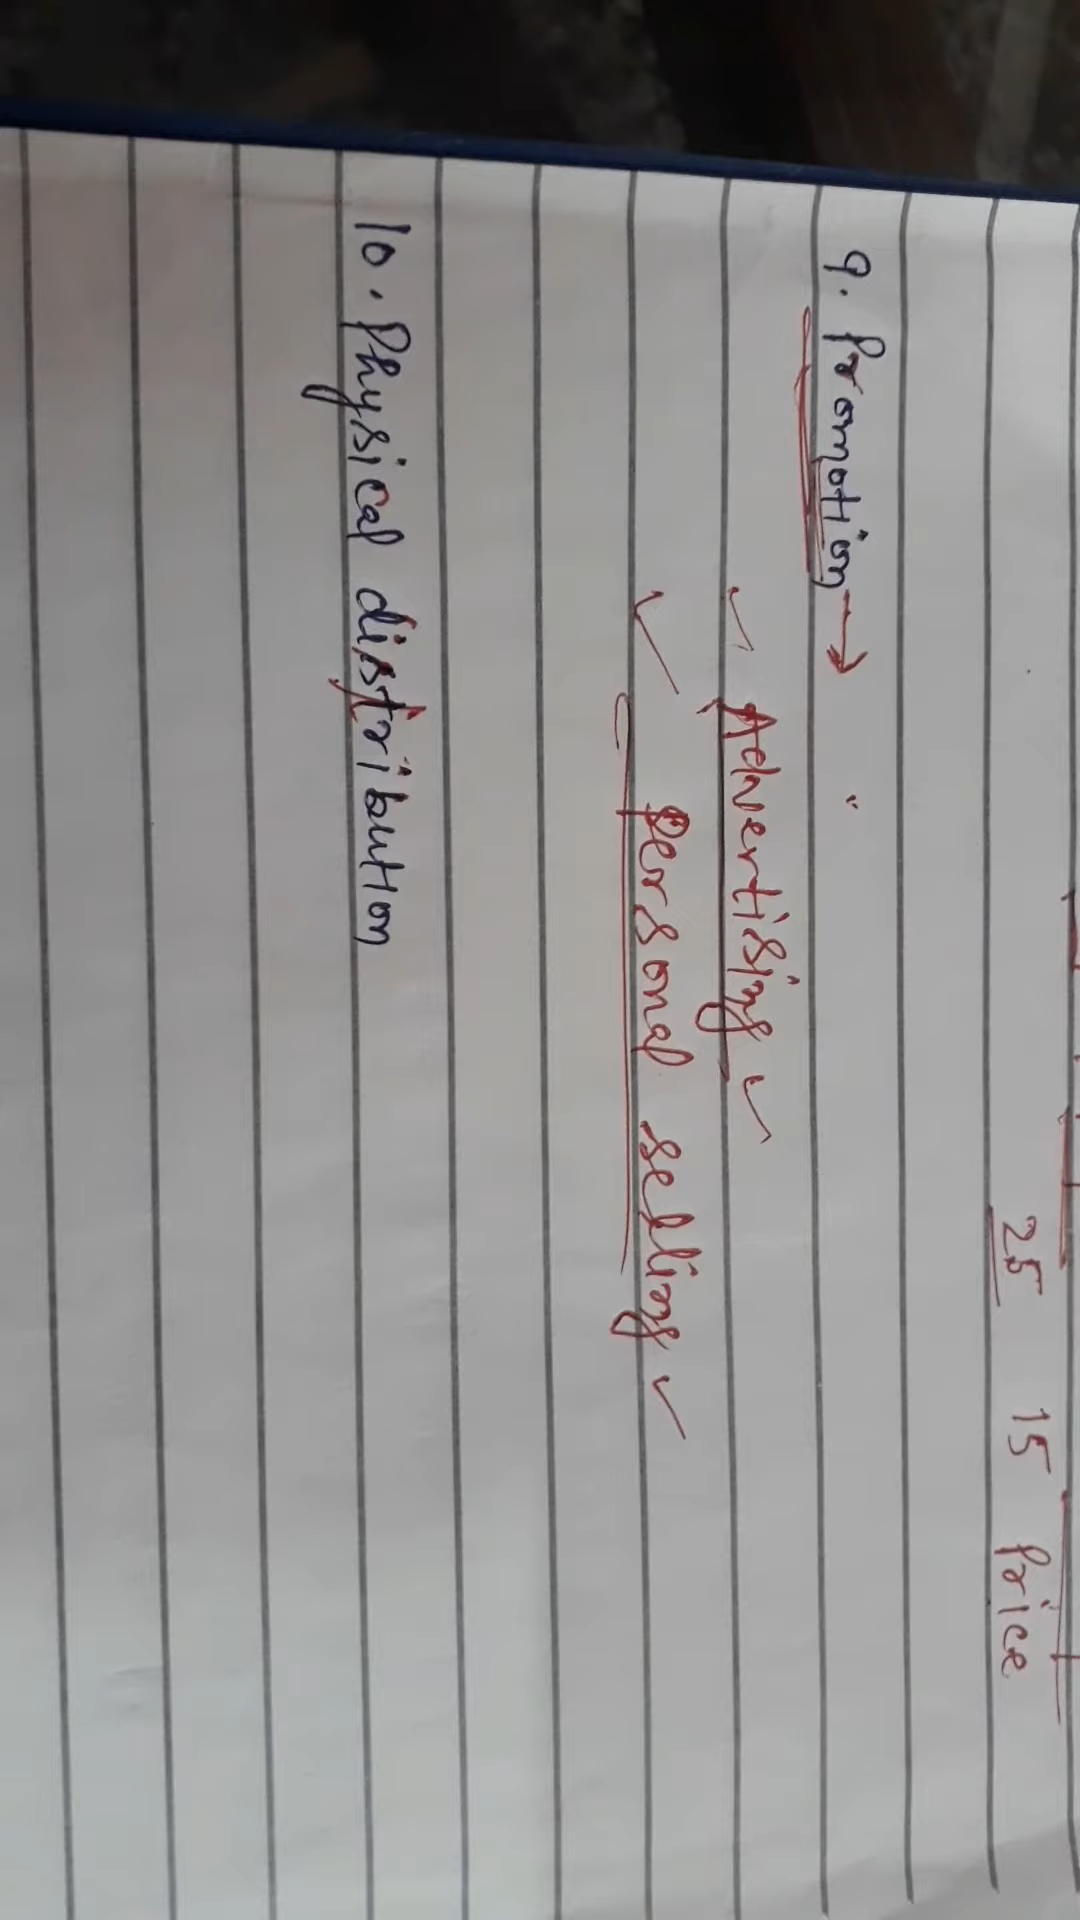 25 15 Price
9. Promotion →
✓ Advertising ✓
✓ Personal selling ✓
10. Physical distribution